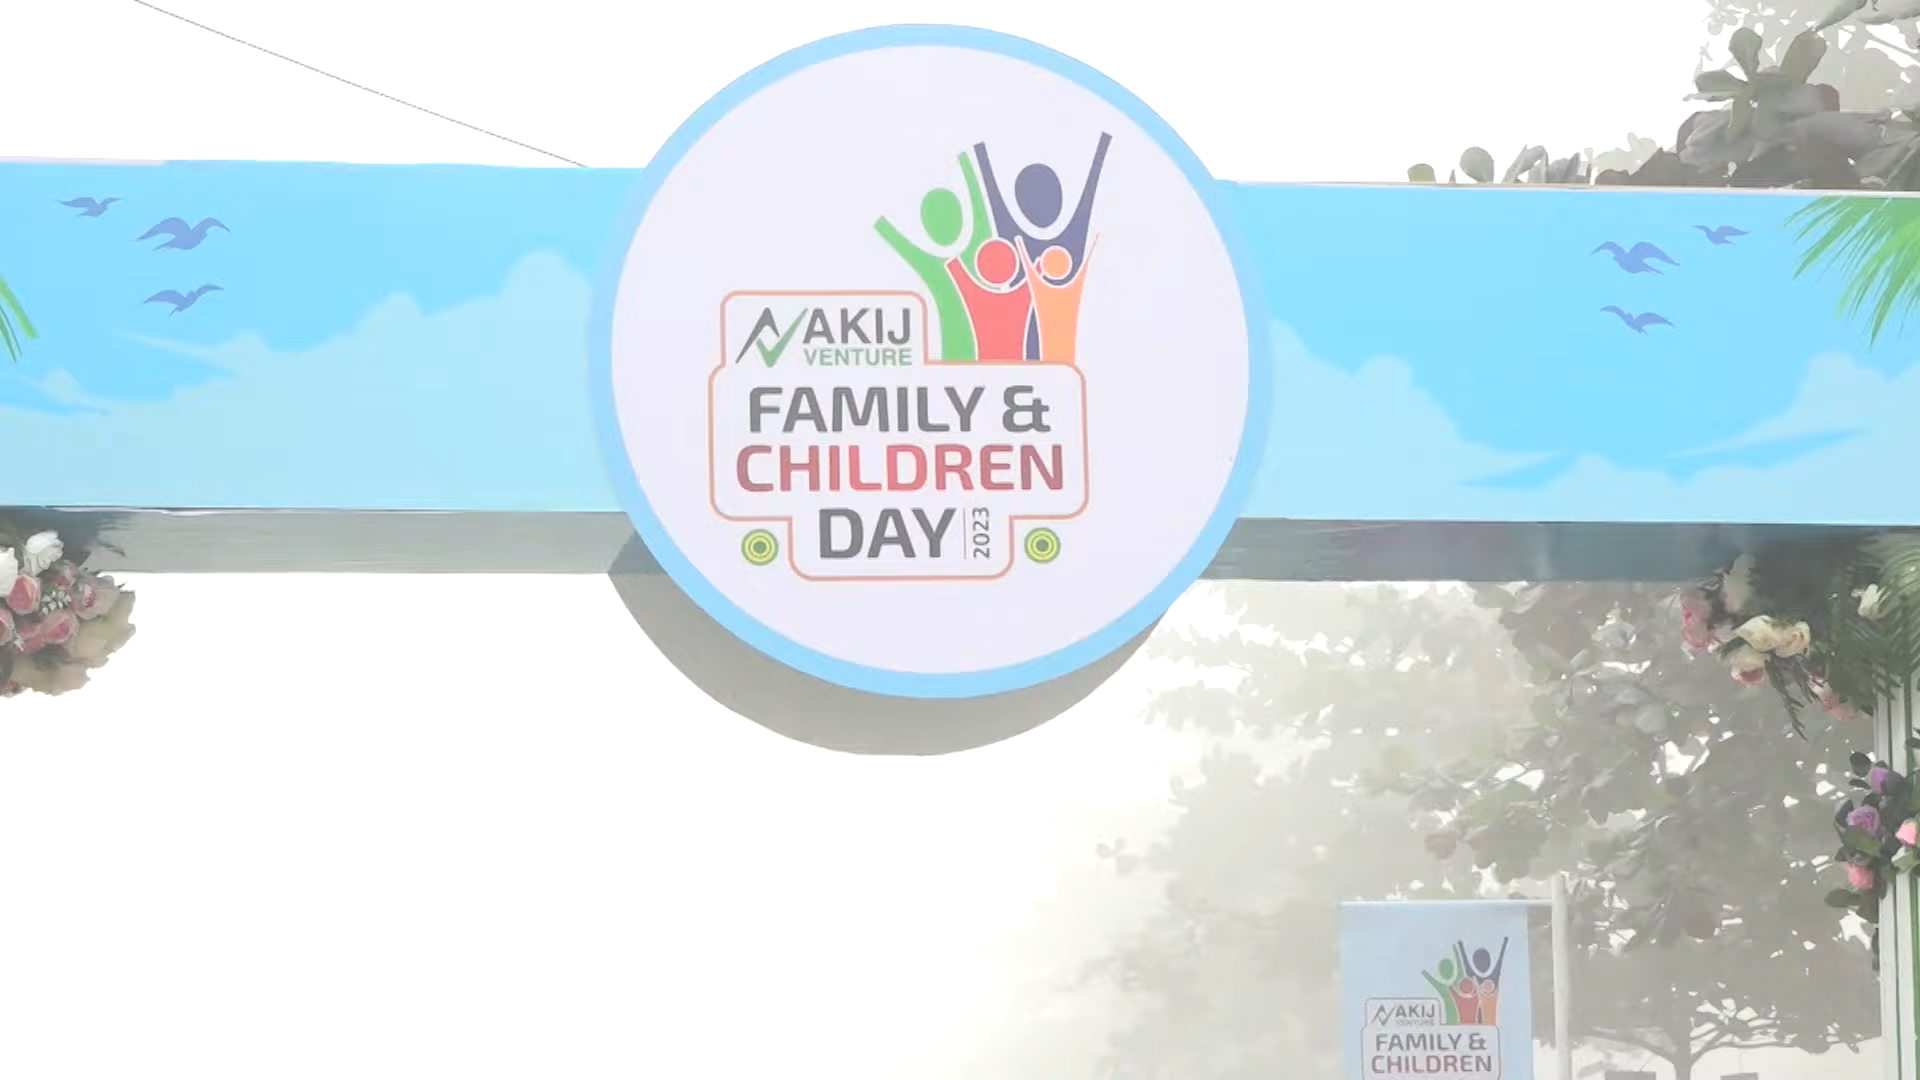 AKIJ
VENTURE
FAMILY &
CHILDREN
DAY 2023
AKIJ
VENTURE
FAMILY &
CHILDREN